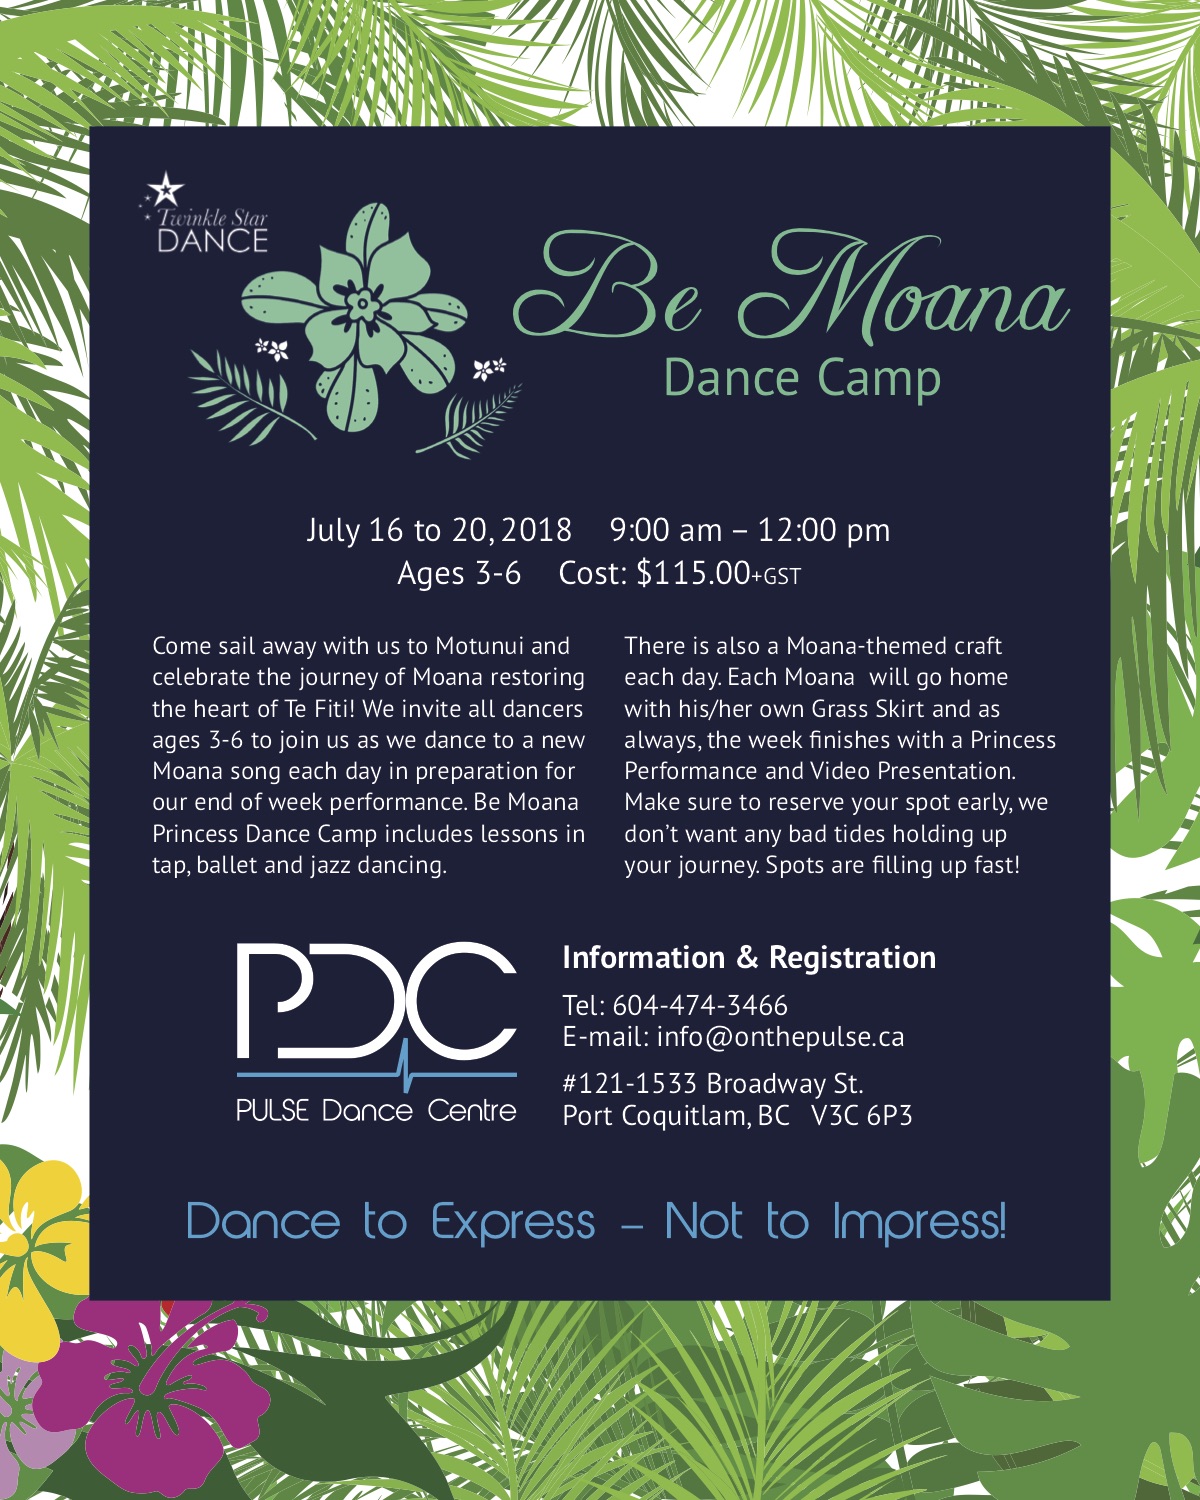 Twinkle Star
DANCE
Be Moana
Dance Camp
July 16 to 20, 2018 9:00 am – 12:00 pm
Ages 3-6 Cost: $115.00+GST
Come sail away with us to Motunui and
celebrate the journey of Moana restoring
the heart of Te Fiti! We invite all dancers
ages 3-6 to join us as we dance to a new
Moana song each day in preparation for
our end of week performance. Be Moana
Princess Dance Camp includes lessons in
tap, ballet and jazz dancing.
There is also a Moana-themed craft
each day. Each Moana will go home
with his/her own Grass Skirt and as
always, the week finishes with a Princess
Performance and Video Presentation.
Make sure to reserve your spot early, we
don’t want any bad tides holding up
your journey. Spots are filling up fast!
PDC
PULSE Dance Centre
Information & Registration
Tel: 604-474-3466
E-mail: info@onthepulse.ca
#121-1533 Broadway St.
Port Coquitlam, BC V3C 6P3
Dance to Express – Not to Impress!